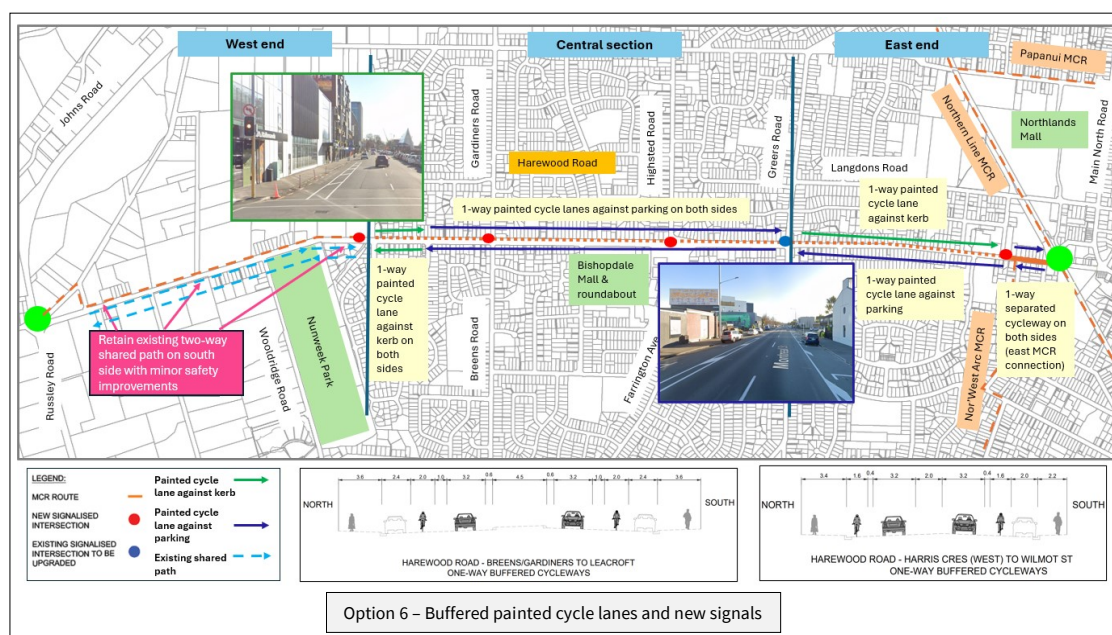 West end
Central section
East end
Papanui MCR
Johns Road
Gardiners Road
Highsted Road
Greers Road
Northern Line MCR
Northlands
Mall
Main North Road
Harewood Road
Langdons Road
1-way painted
cycle lane
against kerb
1-way painted cycle lanes against parking on both sides
Retain existing two-way
shared path on south
side with minor safety
improvements
Russley Road
Wooldridge Road
Nunweek Park
1-way
painted
cycle
lane
against
kerb on
both
sides
Breens Road
Bishopdale
Mall &
roundabout
Farrington Ave
1-way painted
cycle lane against
parking
Nor'West Arc MCR
1-way
separated
cycleway on
both sides
(east MCR
connection)
LEGEND:
MCR ROUTE
NEW SIGNALISED
INTERSECTION
EXISTING SIGNALISED
INTERSECTION TO BE
UPGRADED
Painted cycle
lane against kerb
Painted cycle
lane against
parking
Existing shared
path
3.6 2.4 2.0 3.2 0.6 4.5 0.6 3.2 1.6 2.0 2.4 3.6
NORTH
SOUTH
HAREWOOD ROAD - BREENS/GARDINERS TO LEACROFT
ONE-WAY BUFFERED CYCLEWAYS
3.4 1.6 0.4 3.2 2.0 3.2 0.4 1.6 2.0 2.2
NORTH
SOUTH
HAREWOOD ROAD - HARRIS CRES (WEST) TO WILMOT ST
ONE-WAY BUFFERED CYCLEWAYS
Option 6 – Buffered painted cycle lanes and new signals